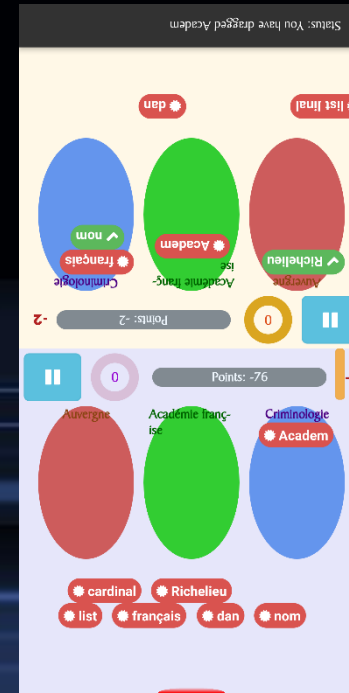 Status: You have dragged Academ
dan
list linal
nom
français
Academ
Richelieu
Criminologie
Académie franç-
ise
Auvergne
-2
Points: -2
0
0
Points: -76
Auvergne
Académie franç-
ise
Criminologie
Academ
cardinal
Richelieu
list
français
dan
nom